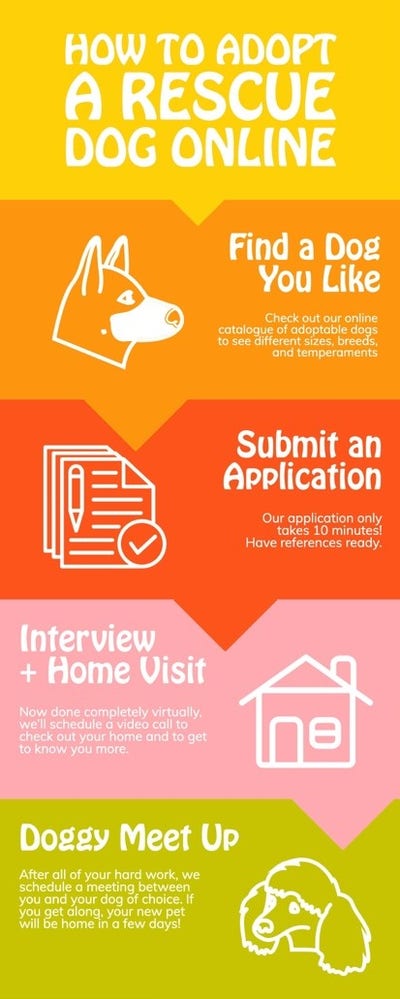 HOW TO ADOPT
A RESCUE
DOG ONLINE
Find a Dog
You Like
Check out our online
catalogue of adoptable dogs
to see different sizes, breeds,
and temperaments
Submit an
Application
Our application only
takes 10 minutes!
Have references ready.
Interview
+ Home Visit
Now done completely virtually,
we'll schedule a video call to
check out your home and to get
to know you more.
Doggy Meet Up
After all of your hard work, we
schedule a meeting between
you and your dog of choice. If
you get along, your new pet
will be home in a few days!